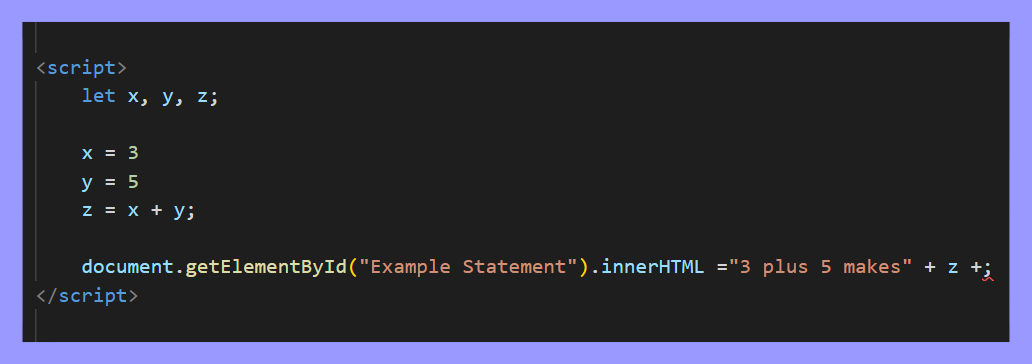 <script>
let x, y, z;
x = 3
y = 5
z = x + y;
document.getElementById("Example Statement").innerHTML ="3 plus 5 makes" + z +;
</script>